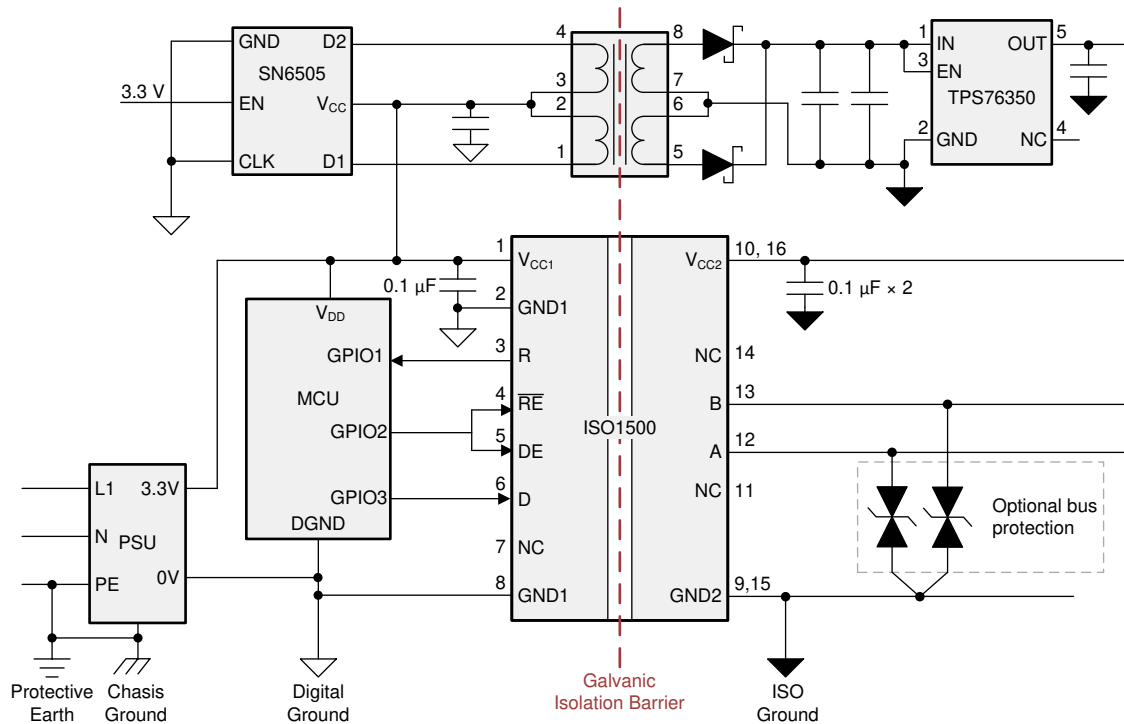 GND
D2
4
8
1
IN
OUT
5
SN6505
3
EN
3
7
TPS76350
3.3 V
EN
VCC
2
6
2
GND
NC
4
CLK
D1
1
5
1
VCC1
VCC2
10, 16
0.1 µF
0.1 µF × 2
2
GND1
VDD
3
R
NC
14
GPIO1
MCU
4
RE
B
13
GPIO2
ISO1500
5
DE
A
12
6
D
NC
11
L1
3.3V
GPIO3
DGND
Optional bus
protection
N
PSU
7
NC
PE
0V
8
GND1
GND2
9,15
Protective
Earth
Chasis
Ground
Digital
Ground
Galvanic
Isolation Barrier
ISO
Ground